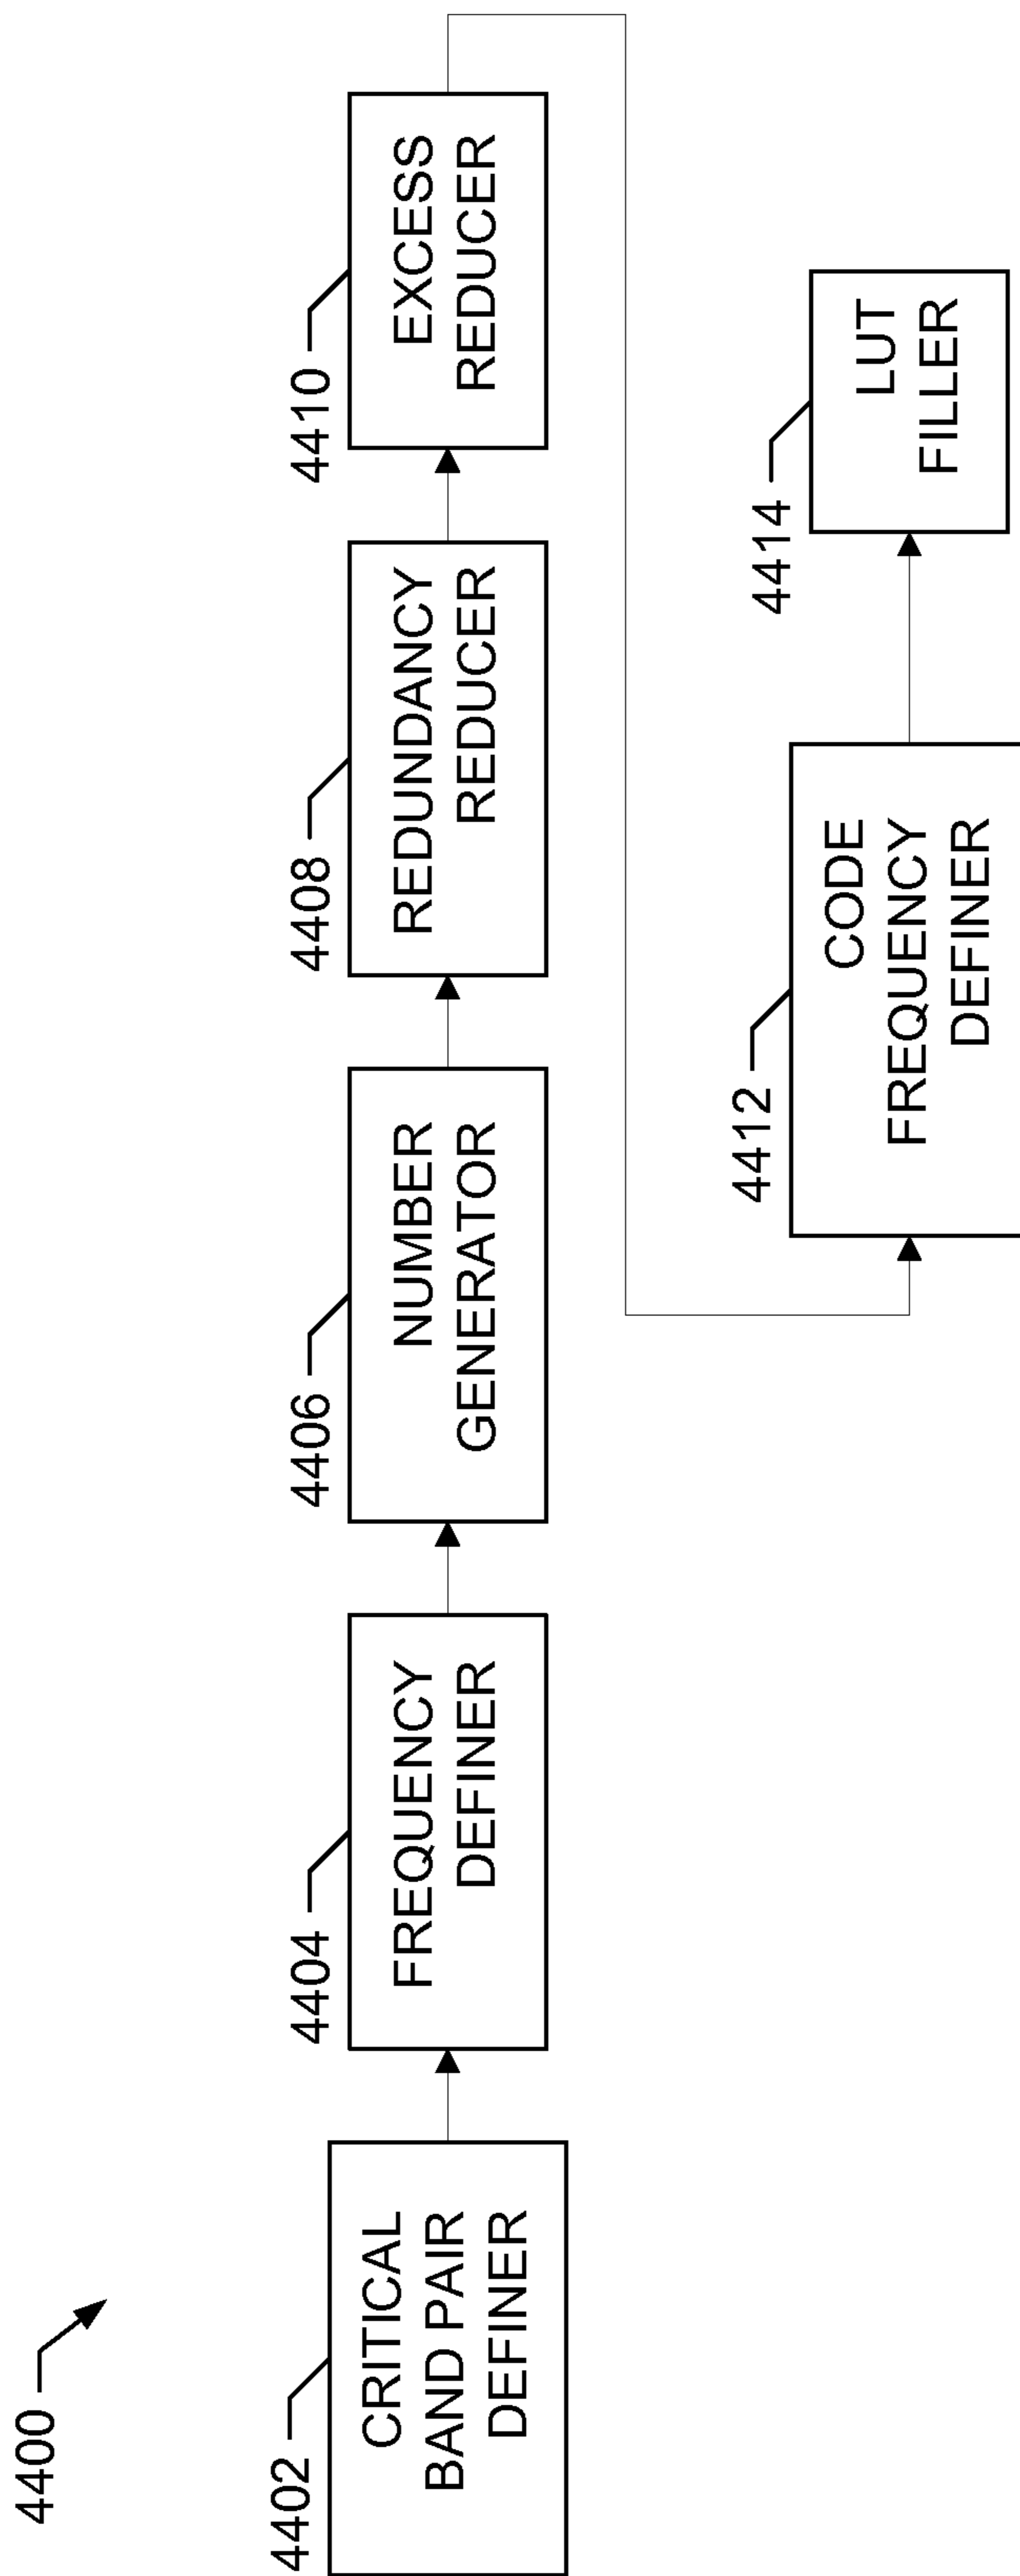 4400
4402
CRITICAL
BAND PAIR
DEFINER
4404
FREQUENCY
DEFINER
4406
NUMBER
GENERATOR
4408
REDUNDANCY
REDUCER
4410
EXCESS
REDUCER
4412
CODE
FREQUENCY
DEFINER
4414
LUT
FILLER